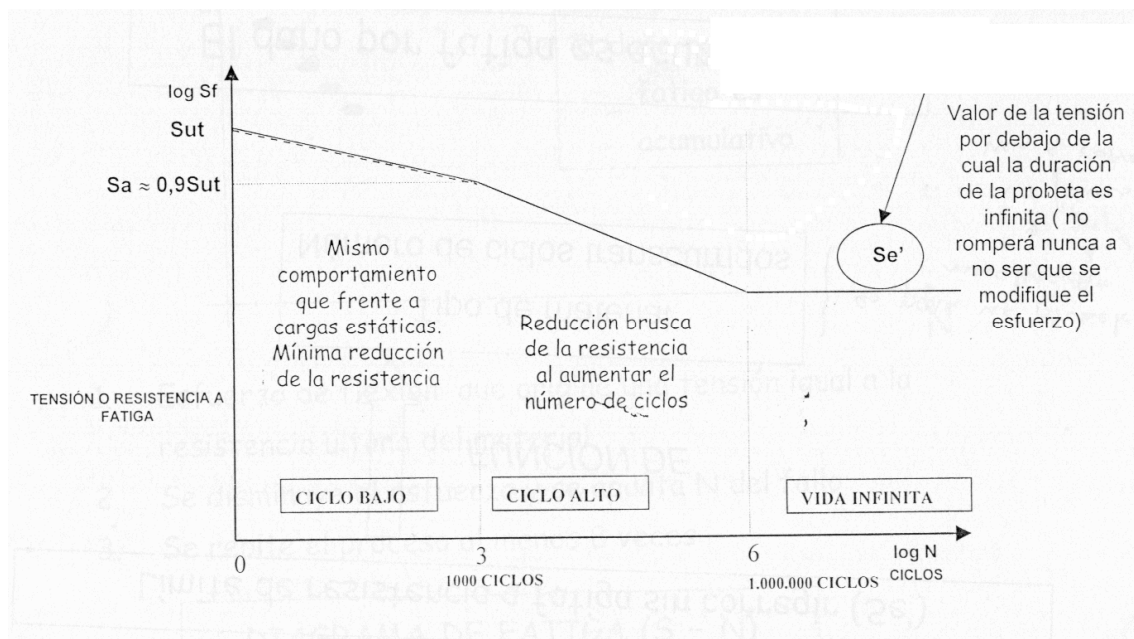 log Sf
Sut
Sa ≈ 0,9Sut
Valor de la tensión
por debajo de la
cual la duración
de la probeta es
infinita ( no
romperá nunca a
no ser que se
modifique el
esfuerzo)
Se'
Mismo
comportamiento
que frente a
cargas estáticas.
Mínima reducción
de la resistencia
Reducción brusca
de la resistencia
al aumentar el
número de ciclos
TENSIÓN O RESISTENCIA A
FATIGA
CICLO BAJO
CICLO ALTO
VIDA INFINITA
0
3
6
log N
CICLOS
1000 CICLOS
1.000.000 CICLOS